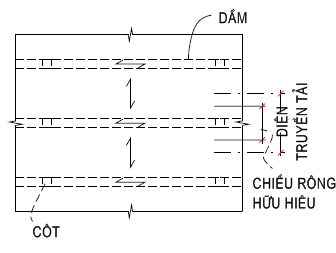 DẦM
DIỆN
TRUYỀN TẢI
CHIỀU RỘNG
HỮU HIỆU
CỘT